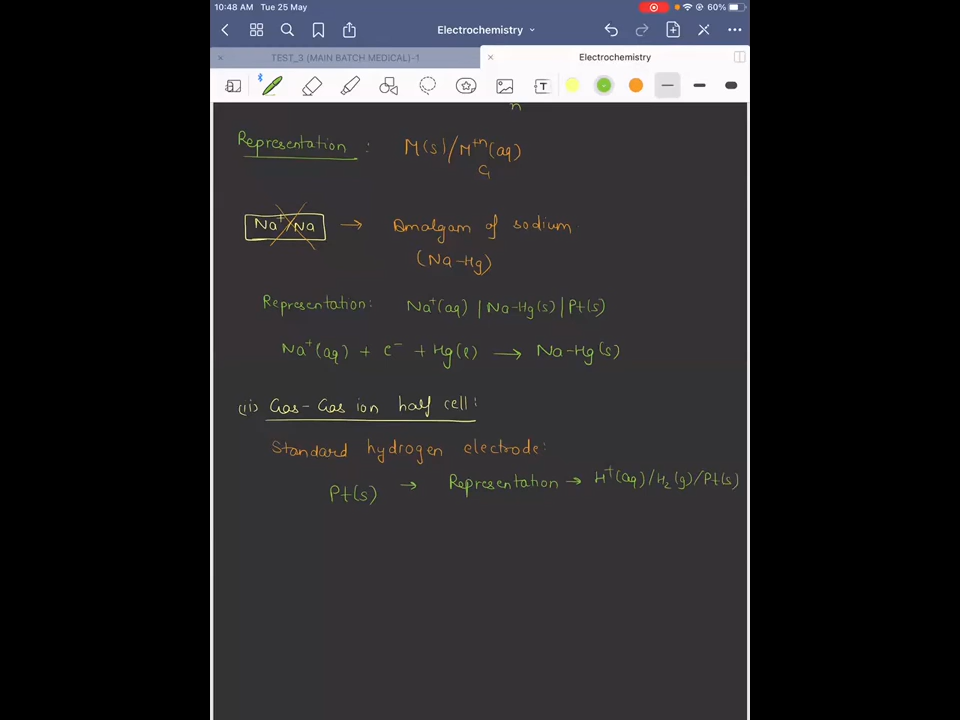 10:48 AM Tue 25 May
60%
Electrochemistry
TEST_3 (MAIN BATCH MEDICAL)-1
Electrochemistry
n
Representation : M(s)/M+n(aq)
C1
Na+/Na → Amalgam of sodium
(Na-Hg)
Representation: Na+(aq) | Na-Hg(s) | Pt(s)
Na+(aq) + e- + Hg(l) → Na-Hg(s)
(ii) Gas-Gas ion half cell:
Standard hydrogen electrode:
Pt(s) → Representation → H+(aq)/H2(g)/Pt(s)